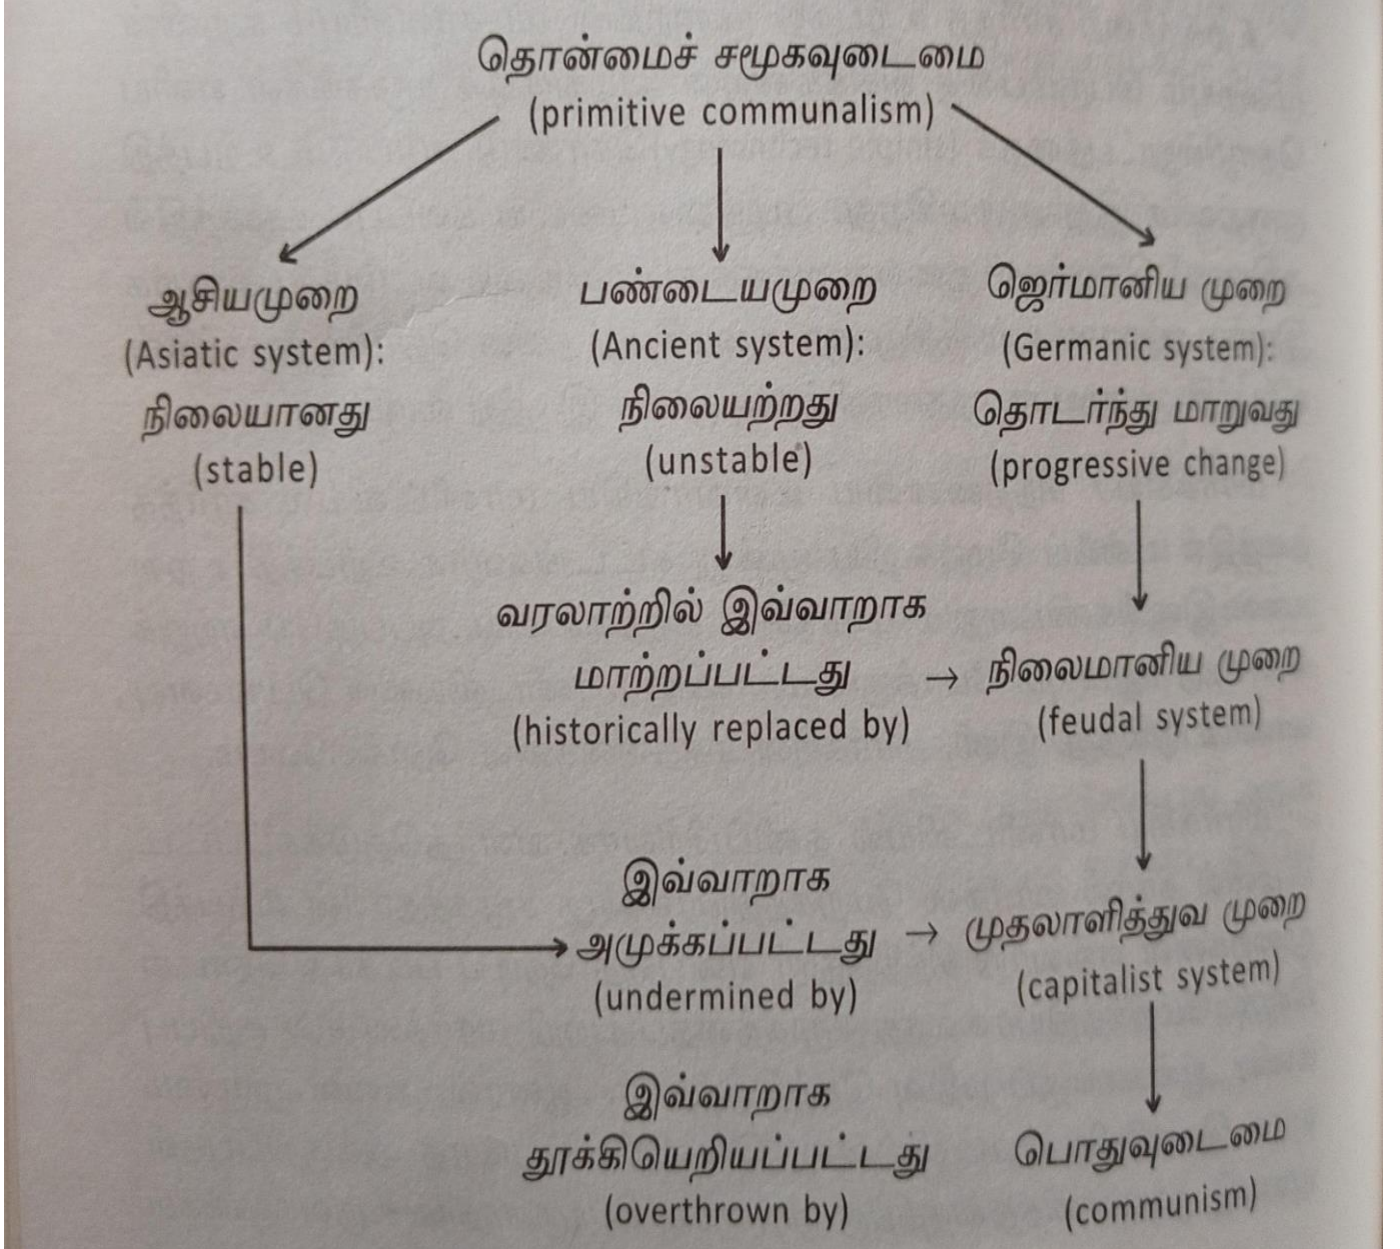 தொன்மைச் சமூகவுடைமை
(primitive communalism)
ஆசியமுறை
(Asiatic system):
நிலையானது
(stable)
பண்டையமுறை
(Ancient system):
நிலையற்றது
(unstable)
ஜெர்மானிய முறை
(Germanic system):
தொடர்ந்து மாறுவது
(progressive change)
வரலாற்றில் இவ்வாறாக
மாற்றப்பட்டது → நிலைமானிய முறை
(historically replaced by) (feudal system)
இவ்வாறாக
அமுக்கப்பட்டது → முதலாளித்துவ முறை
(undermined by) (capitalist system)
இவ்வாறாக
தூக்கியெறியப்பட்டது பொதுவுடைமை
(overthrown by) (communism)